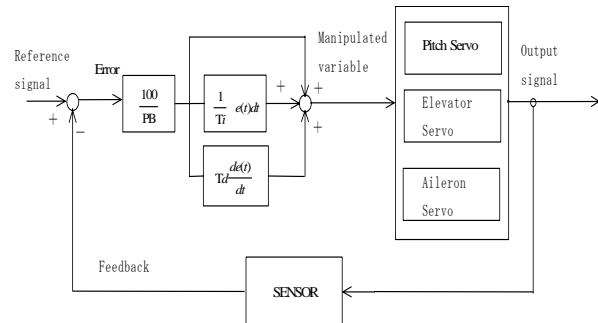 Reference
signal
Error
+
−
100
PB
1
Ti
e(t)dt
Td
de(t)
dt
+
+
+
Manipulated
variable
Pitch Servo
Elevator
Servo
Aileron
Servo
Output
signal
Feedback
SENSOR